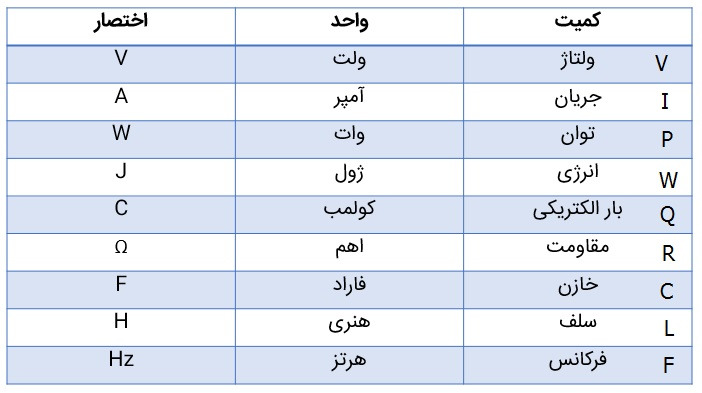 کمیت واحد اختصار
V ولتاژ ولت V
I جریان آمپر A
P توان وات W
W انرژی ژول J
Q بار الکتریکی کولمب C
R مقاومت اهم Ω
C خازن فاراد F
L سلف هنری H
F فرکانس هرتز Hz